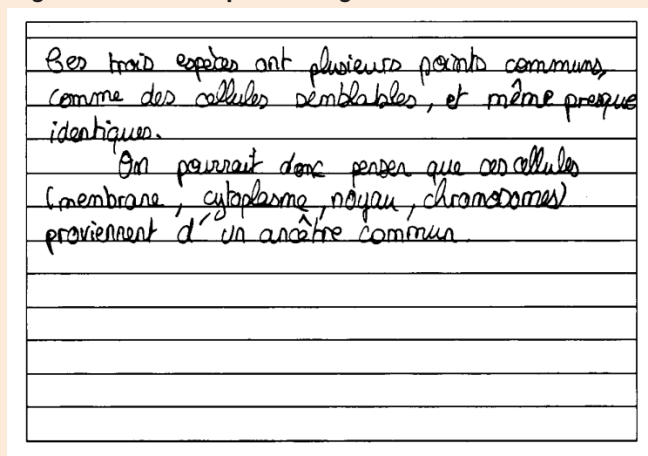 Ces trois espèces ont plusieurs points communs,
comme des cellules semblables, et même presque
identiques.
On pourrait donc penser que ces cellules
(membrane, cytoplasme, noyau, chromosomes)
proviennent d'un ancêtre commun.